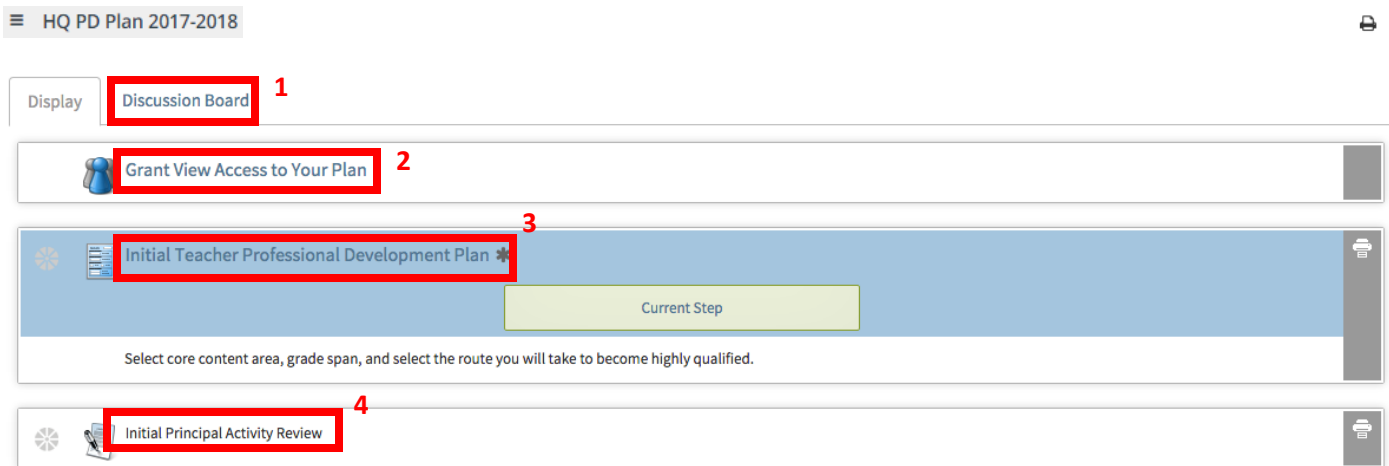 HQ PD Plan 2017-2018
Display
Discussion Board
1
Grant View Access to Your Plan
2
3
Initial Teacher Professional Development Plan *
Current Step
Select core content area, grade span, and select the route you will take to become highly qualified.
4
Initial Principal Activity Review